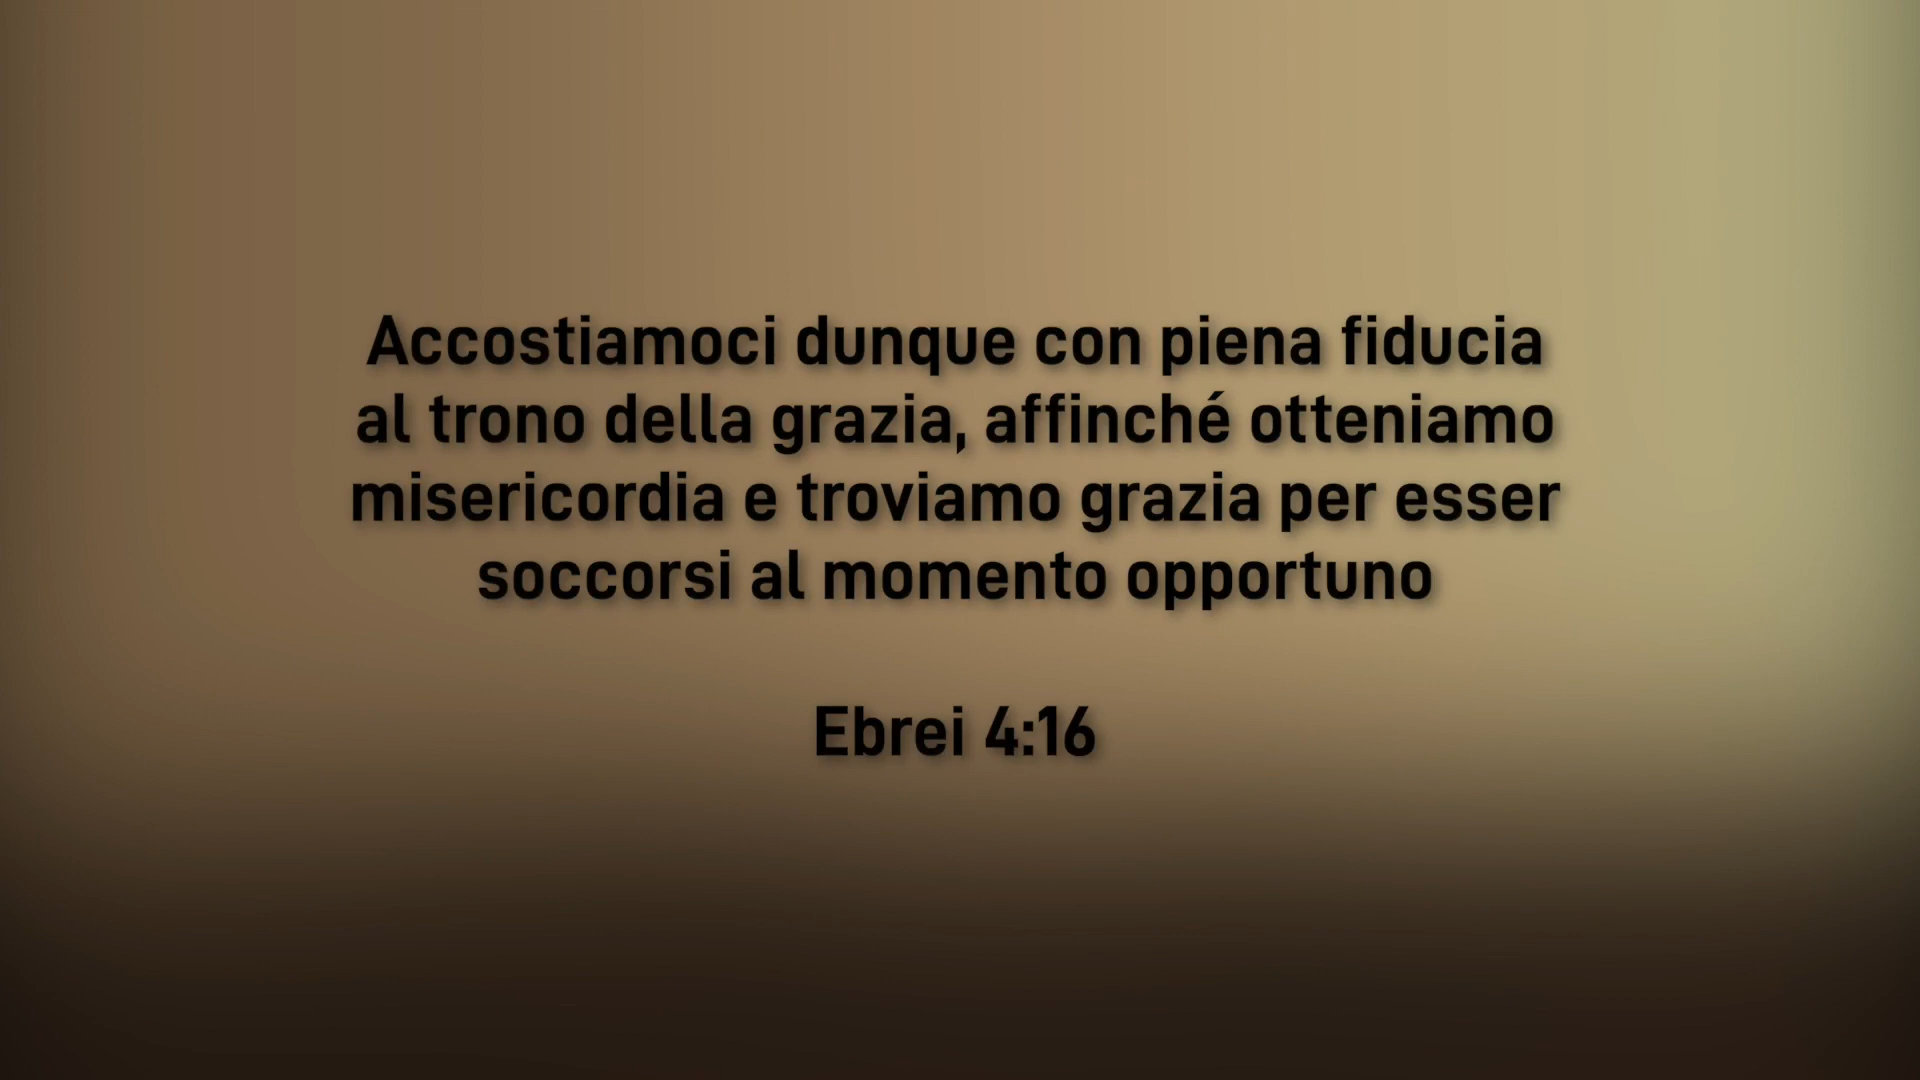 Accostiamoci dunque con piena fiducia
al trono della grazia, affinché otteniamo
misericordia e troviamo grazia per esser
soccorsi al momento opportuno
Ebrei 4:16